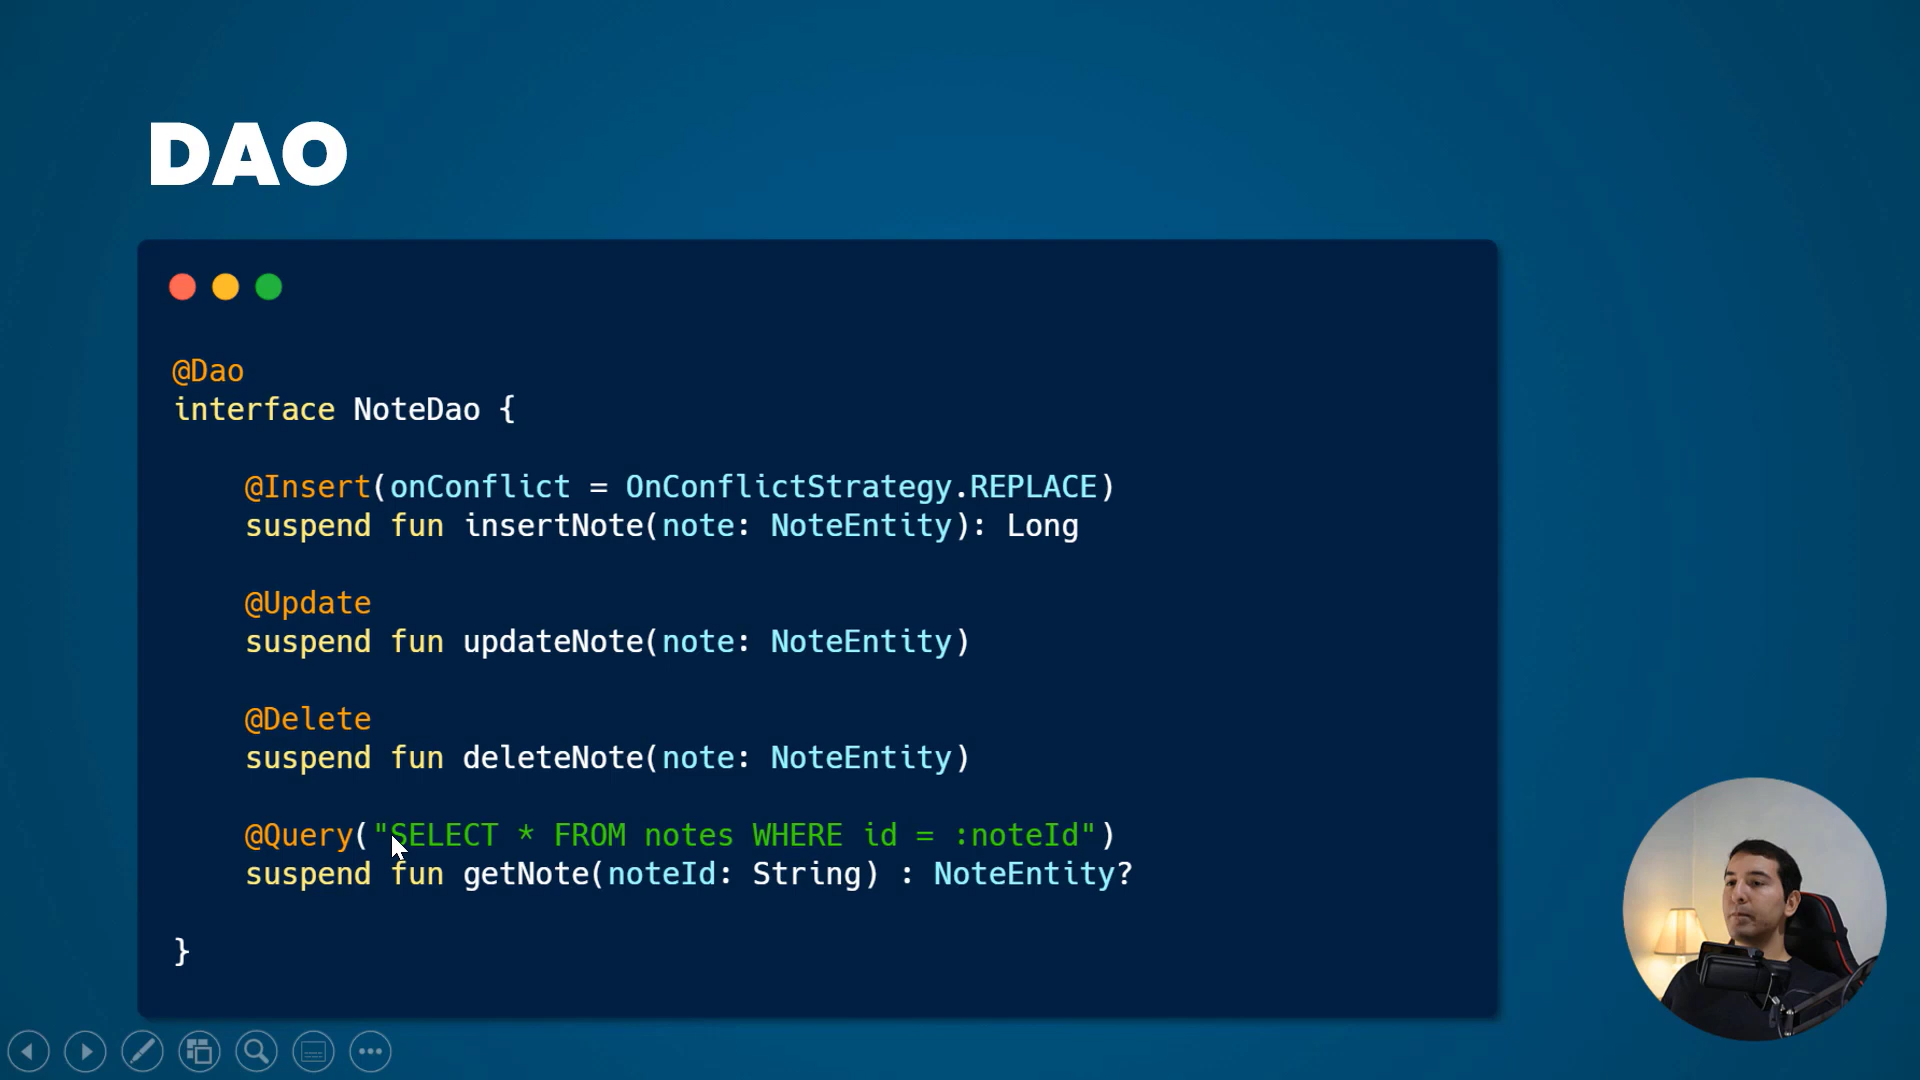 DAO
@Dao
interface NoteDao {
@Insert(onConflict = OnConflictStrategy.REPLACE)
suspend fun insertNote(note: NoteEntity): Long
@Update
suspend fun updateNote(note: NoteEntity)
@Delete
suspend fun deleteNote(note: NoteEntity)
@Query("SELECT * FROM notes WHERE id = :noteId")
suspend fun getNote(noteId: String) : NoteEntity?
}